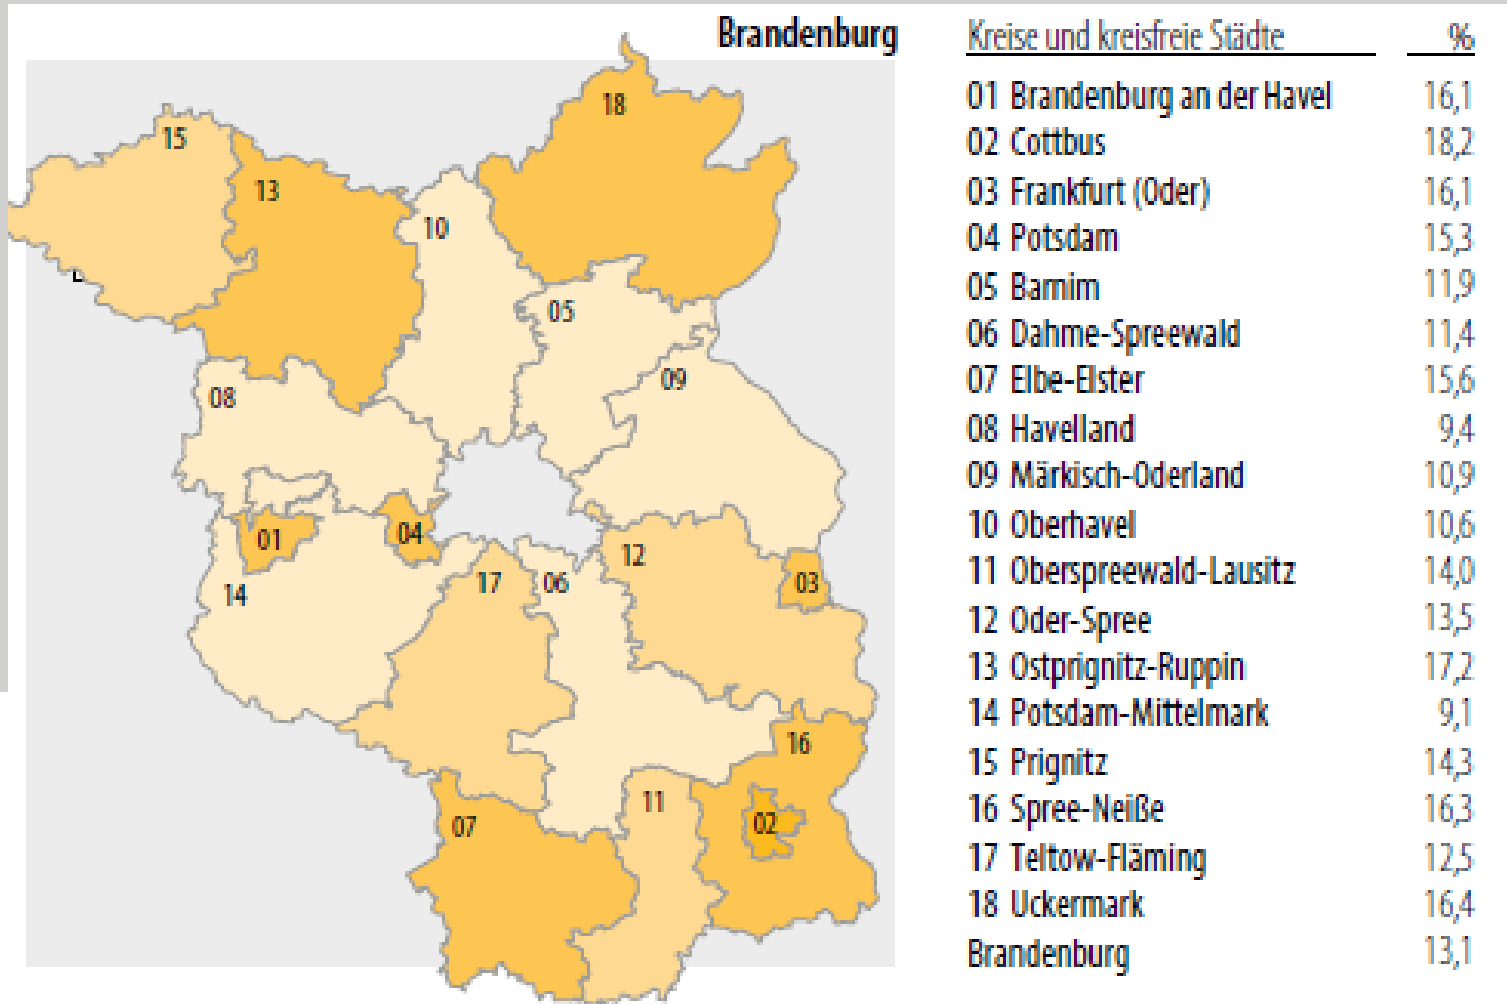 Brandenburg
15
18
13
10
05
09
08
01
04
12
03
17
06
14
16
11
07
02
Kreise und kreisfreie Städte %
01 Brandenburg an der Havel 16,1
02 Cottbus 18,2
03 Frankfurt (Oder) 16,1
04 Potsdam 15,3
05 Barnim 11,9
06 Dahme-Spreewald 11,4
07 Elbe-Elster 15,6
08 Havelland 9,4
09 Märkisch-Oderland 10,9
10 Oberhavel 10,6
11 Oberspreewald-Lausitz 14,0
12 Oder-Spree 13,5
13 Ostprignitz-Ruppin 17,2
14 Potsdam-Mittelmark 9,1
15 Prignitz 14,3
16 Spree-Neiße 16,3
17 Teltow-Fläming 12,5
18 Uckermark 16,4
Brandenburg 13,1